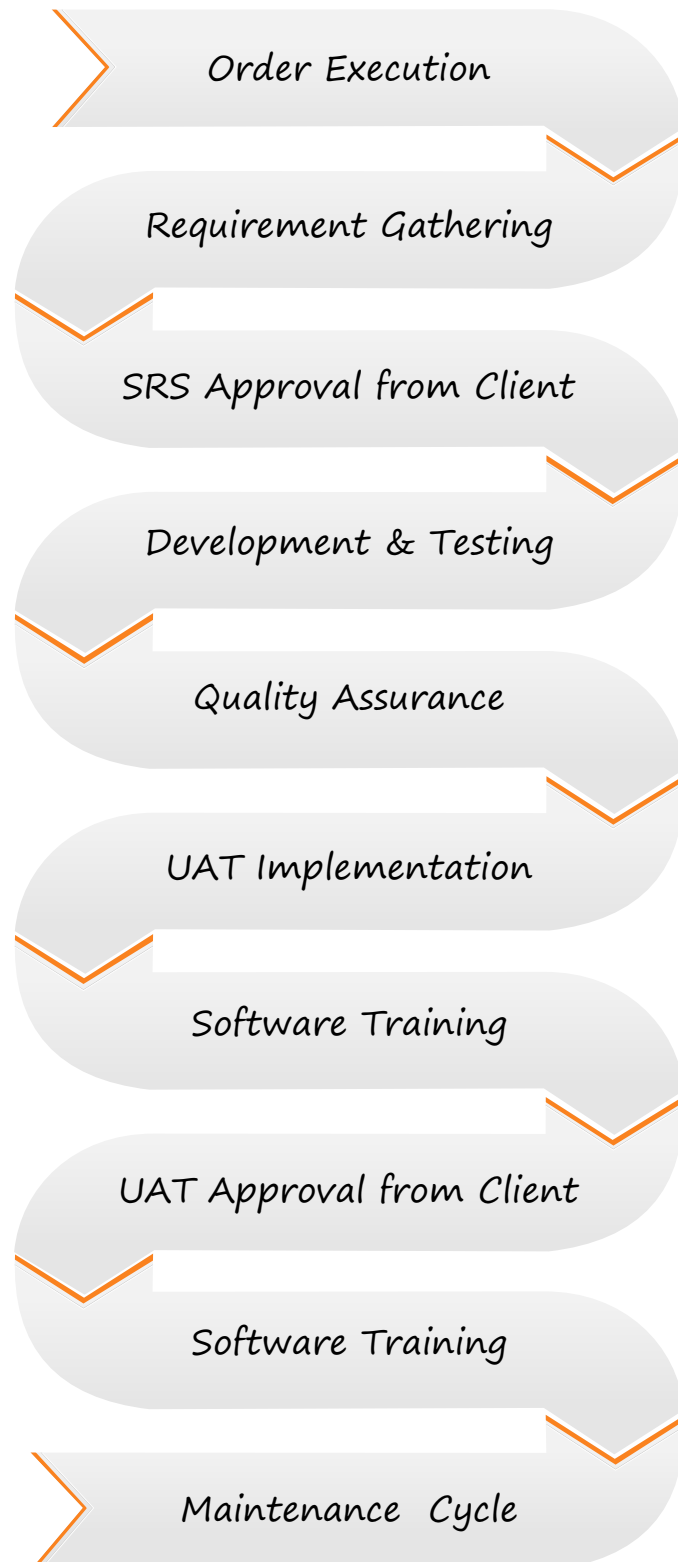 Order Execution
Requirement Gathering
SRS Approval from Client
Development & Testing
Quality Assurance
UAT Implementation
Software Training
UAT Approval from Client
Software Training
Maintenance Cycle